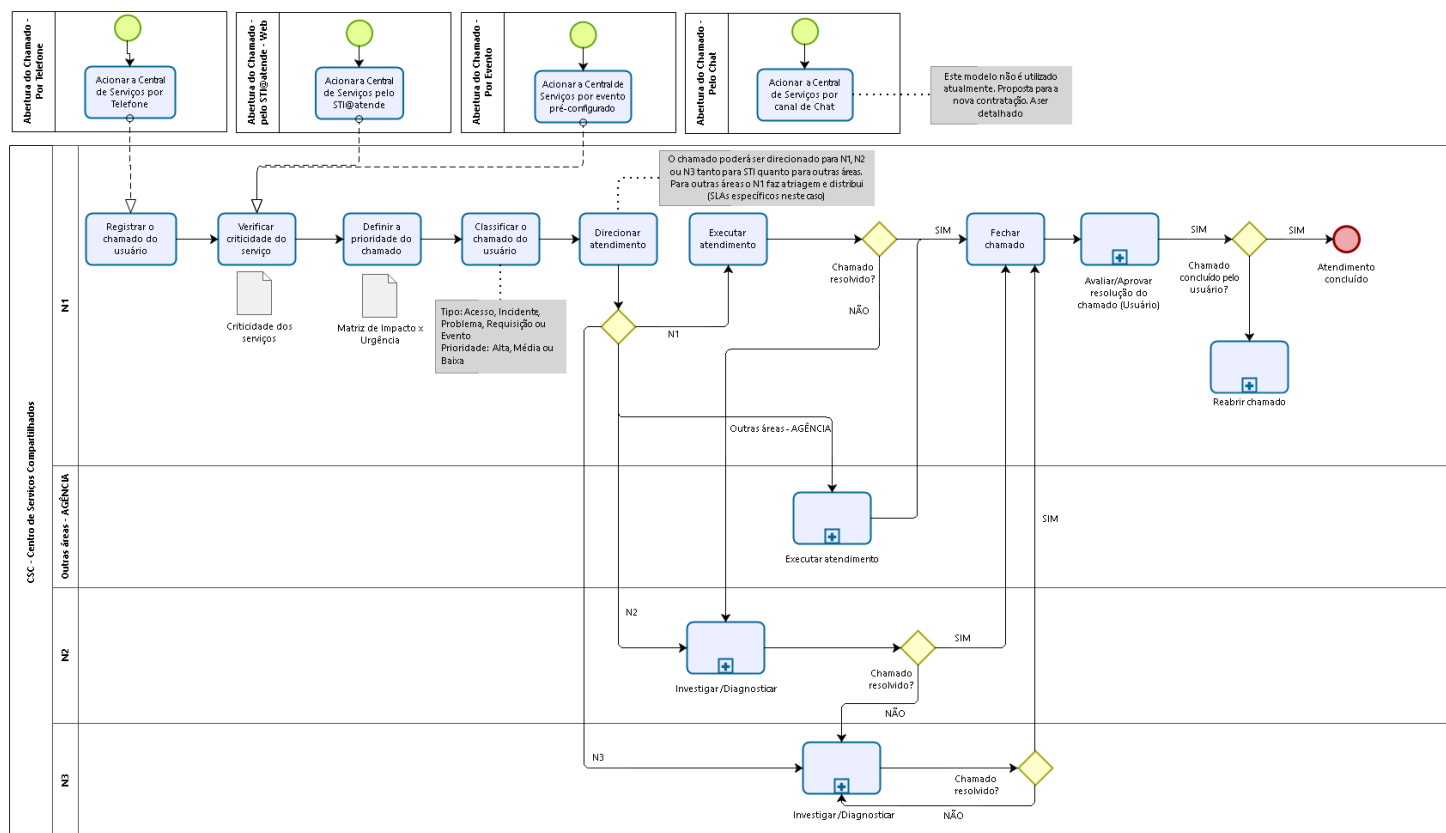 Abertura do Chamado -
Por Telefone
Acionar a Central
de Serviços por
Telefone
Abertura do Chamado -
pelo STI@atende - Web
Acionar a Central
de Serviços pelo
STI@atende
Abertura do Chamado -
Por Evento
Acionar a Central de
Serviços por evento
pré-configurado
Abertura do Chamado -
Pelo Chat
Acionar a Central
de Serviços por
canal de Chat
Este modelo não é utilizado
atualmente. Proposta para a
nova contratação. A ser
detalhado
CSC - Centro de Serviços Compartilhados
N1
O chamado poderá ser direcionado para N1, N2
ou N3 tanto para STI quanto para outras áreas.
Para outras áreas o N1 faz a triagem e distribui
(SLAs específicos neste caso)
Registrar o
chamado do
usuário
Verificar
criticidade do
serviço
Definir a
prioridade do
chamado
Classificar o
chamado do
usuário
Direcionar
atendimento
Executar
atendimento
Chamado
resolvido?
SIM
NÃO
Fechar
chamado
Avaliar/Aprovar
resolução do
chamado (Usuário)
SIM
Chamado
concluído pelo
usuário?
SIM
Atendimento
concluído
Criticidade dos
serviços
Matriz de Impacto x
Urgência
Tipo: Acesso, Incidente,
Problema, Requisição ou
Evento
Prioridade: Alta, Média ou
Baixa
N1
Reabrir chamado
Outras áreas - AGÊNCIA
Outras áreas - AGÊNCIA
Executar atendimento
SIM
N2
N2
Investigar/Diagnosticar
SIM
Chamado
resolvido?
NÃO
N3
N3
Investigar/Diagnosticar
Chamado
resolvido?
NÃO